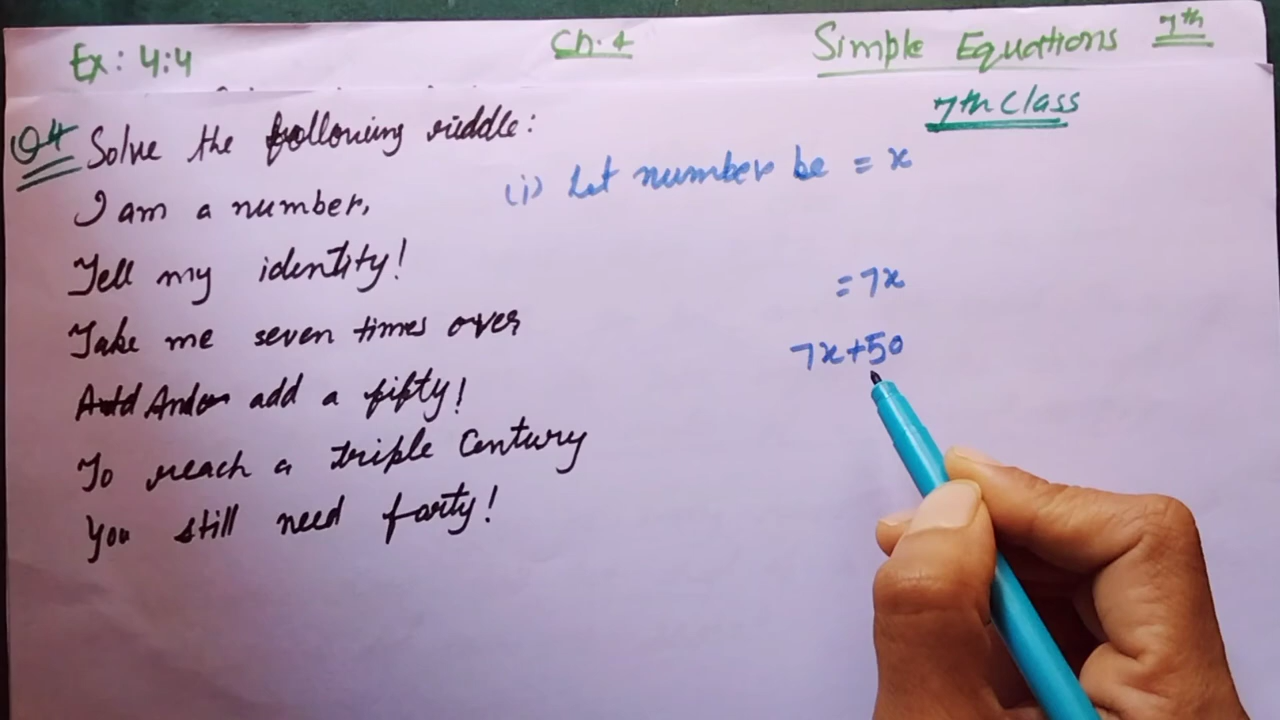 Ex: 4:4
Ch. 4
Simple Equations 7th
7th Class
Q4 Solve the following riddle:
(i) Let number be = x
I am a number,
Tell my identity!
= 7x
Take me seven times over
7x+50
And add a fifty!
To reach a triple Century
You still need forty!